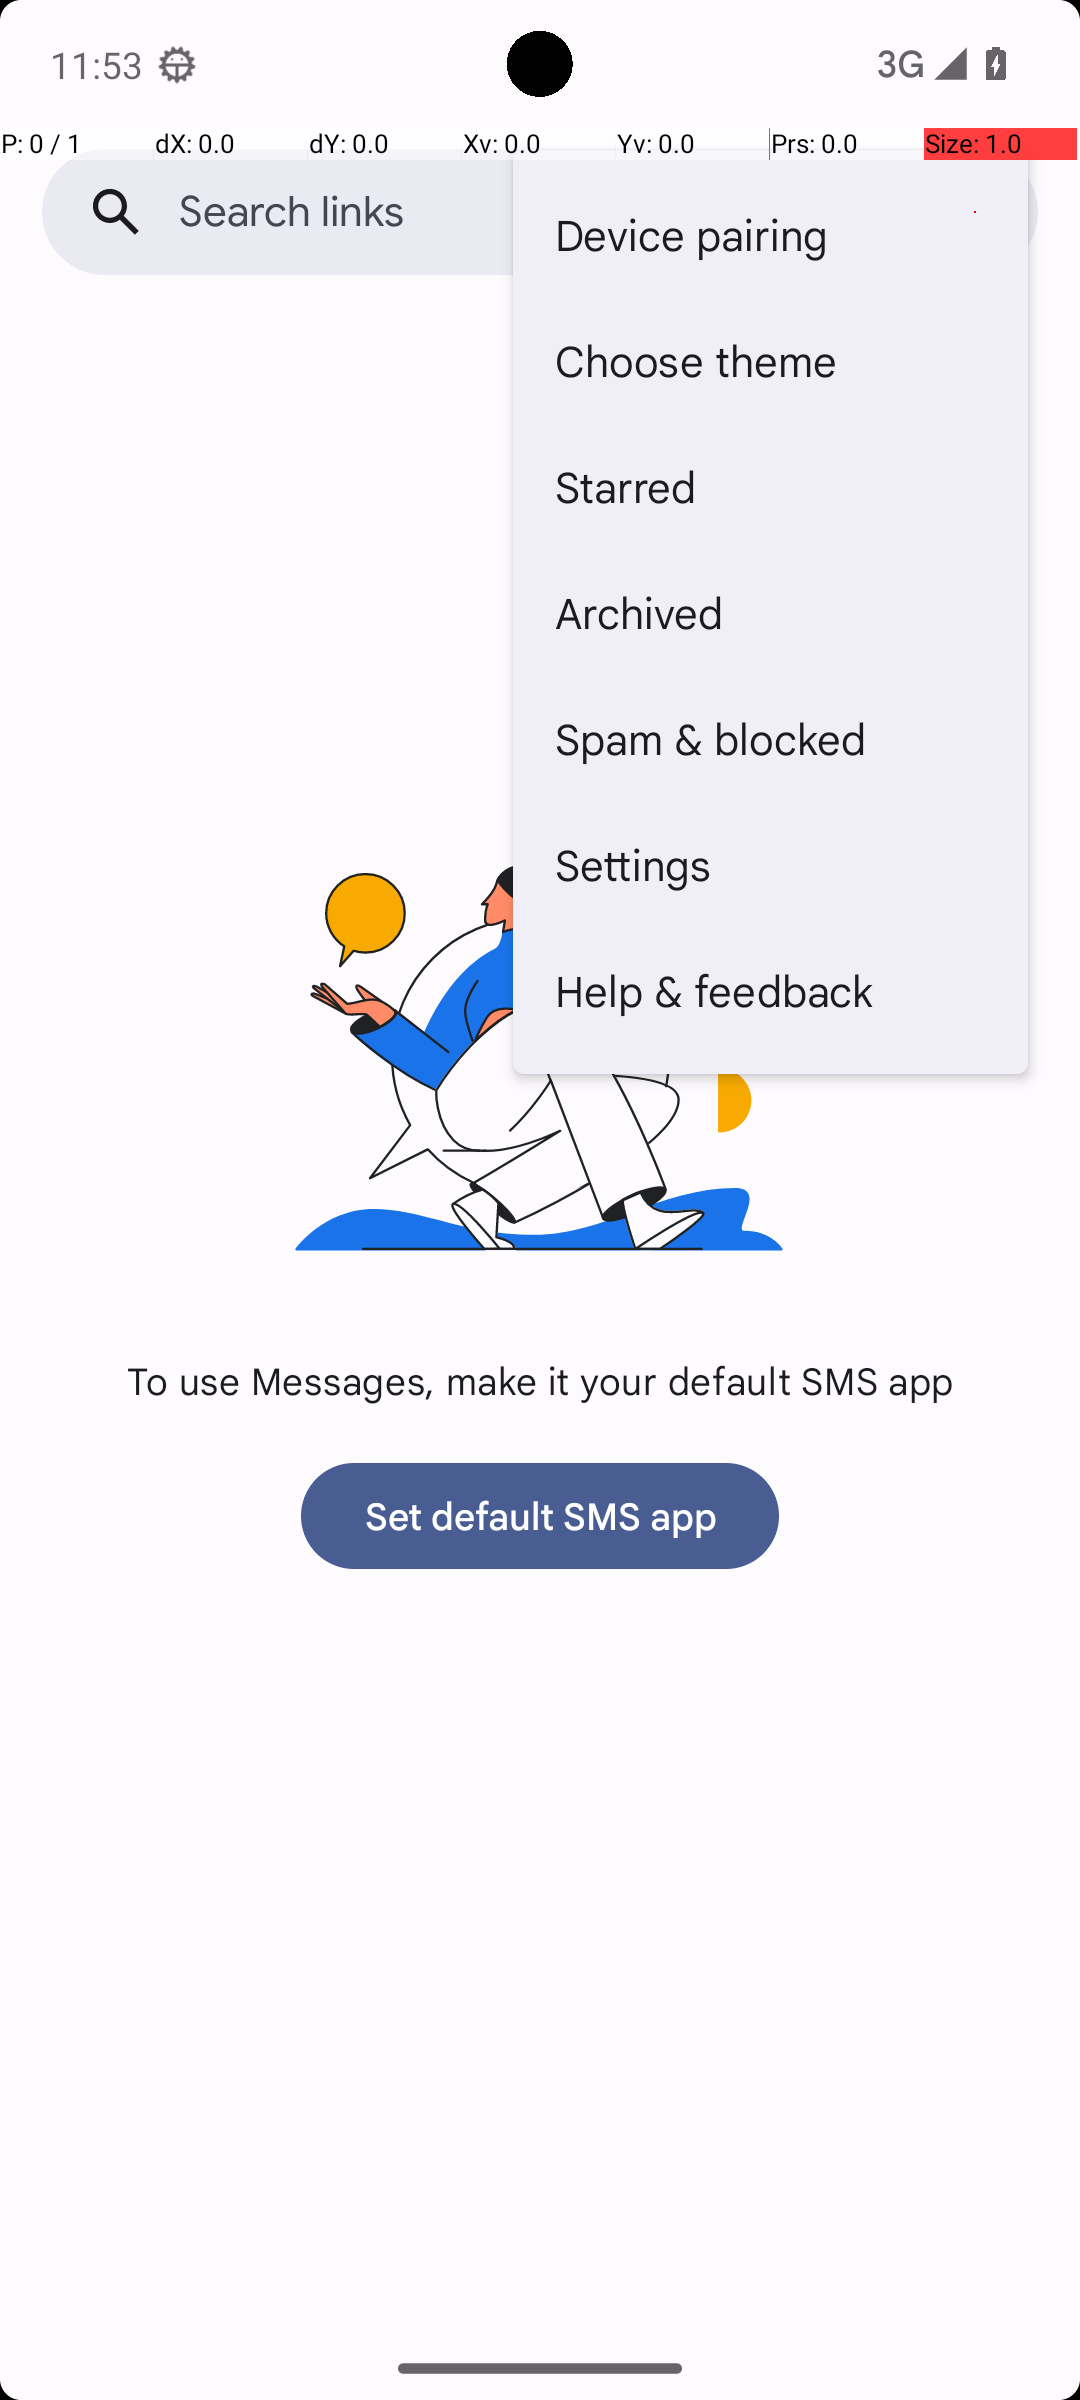 11:53
3G
P: 0 / 1
dX: 0.0
dY: 0.0
Xv: 0.0
Yv: 0.0
Prs: 0.0
Size: 1.0
Search links
Device pairing
Choose theme
Starred
Archived
Spam & blocked
Settings
Help & feedback
To use Messages, make it your default SMS app
Set default SMS app